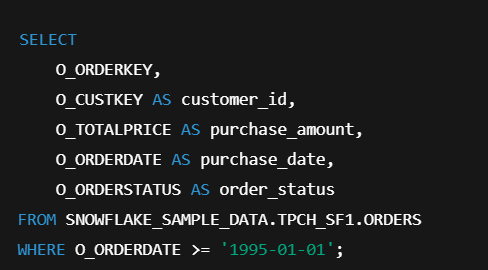 SELECT
    O_ORDERKEY,
    O_CUSTKEY AS customer_id,
    O_TOTALPRICE AS purchase_amount,
    O_ORDERDATE AS purchase_date,
    O_ORDERSTATUS AS order_status
FROM SNOWFLAKE_SAMPLE_DATA.TPCH_SF1.ORDERS
WHERE O_ORDERDATE >= '1995-01-01';